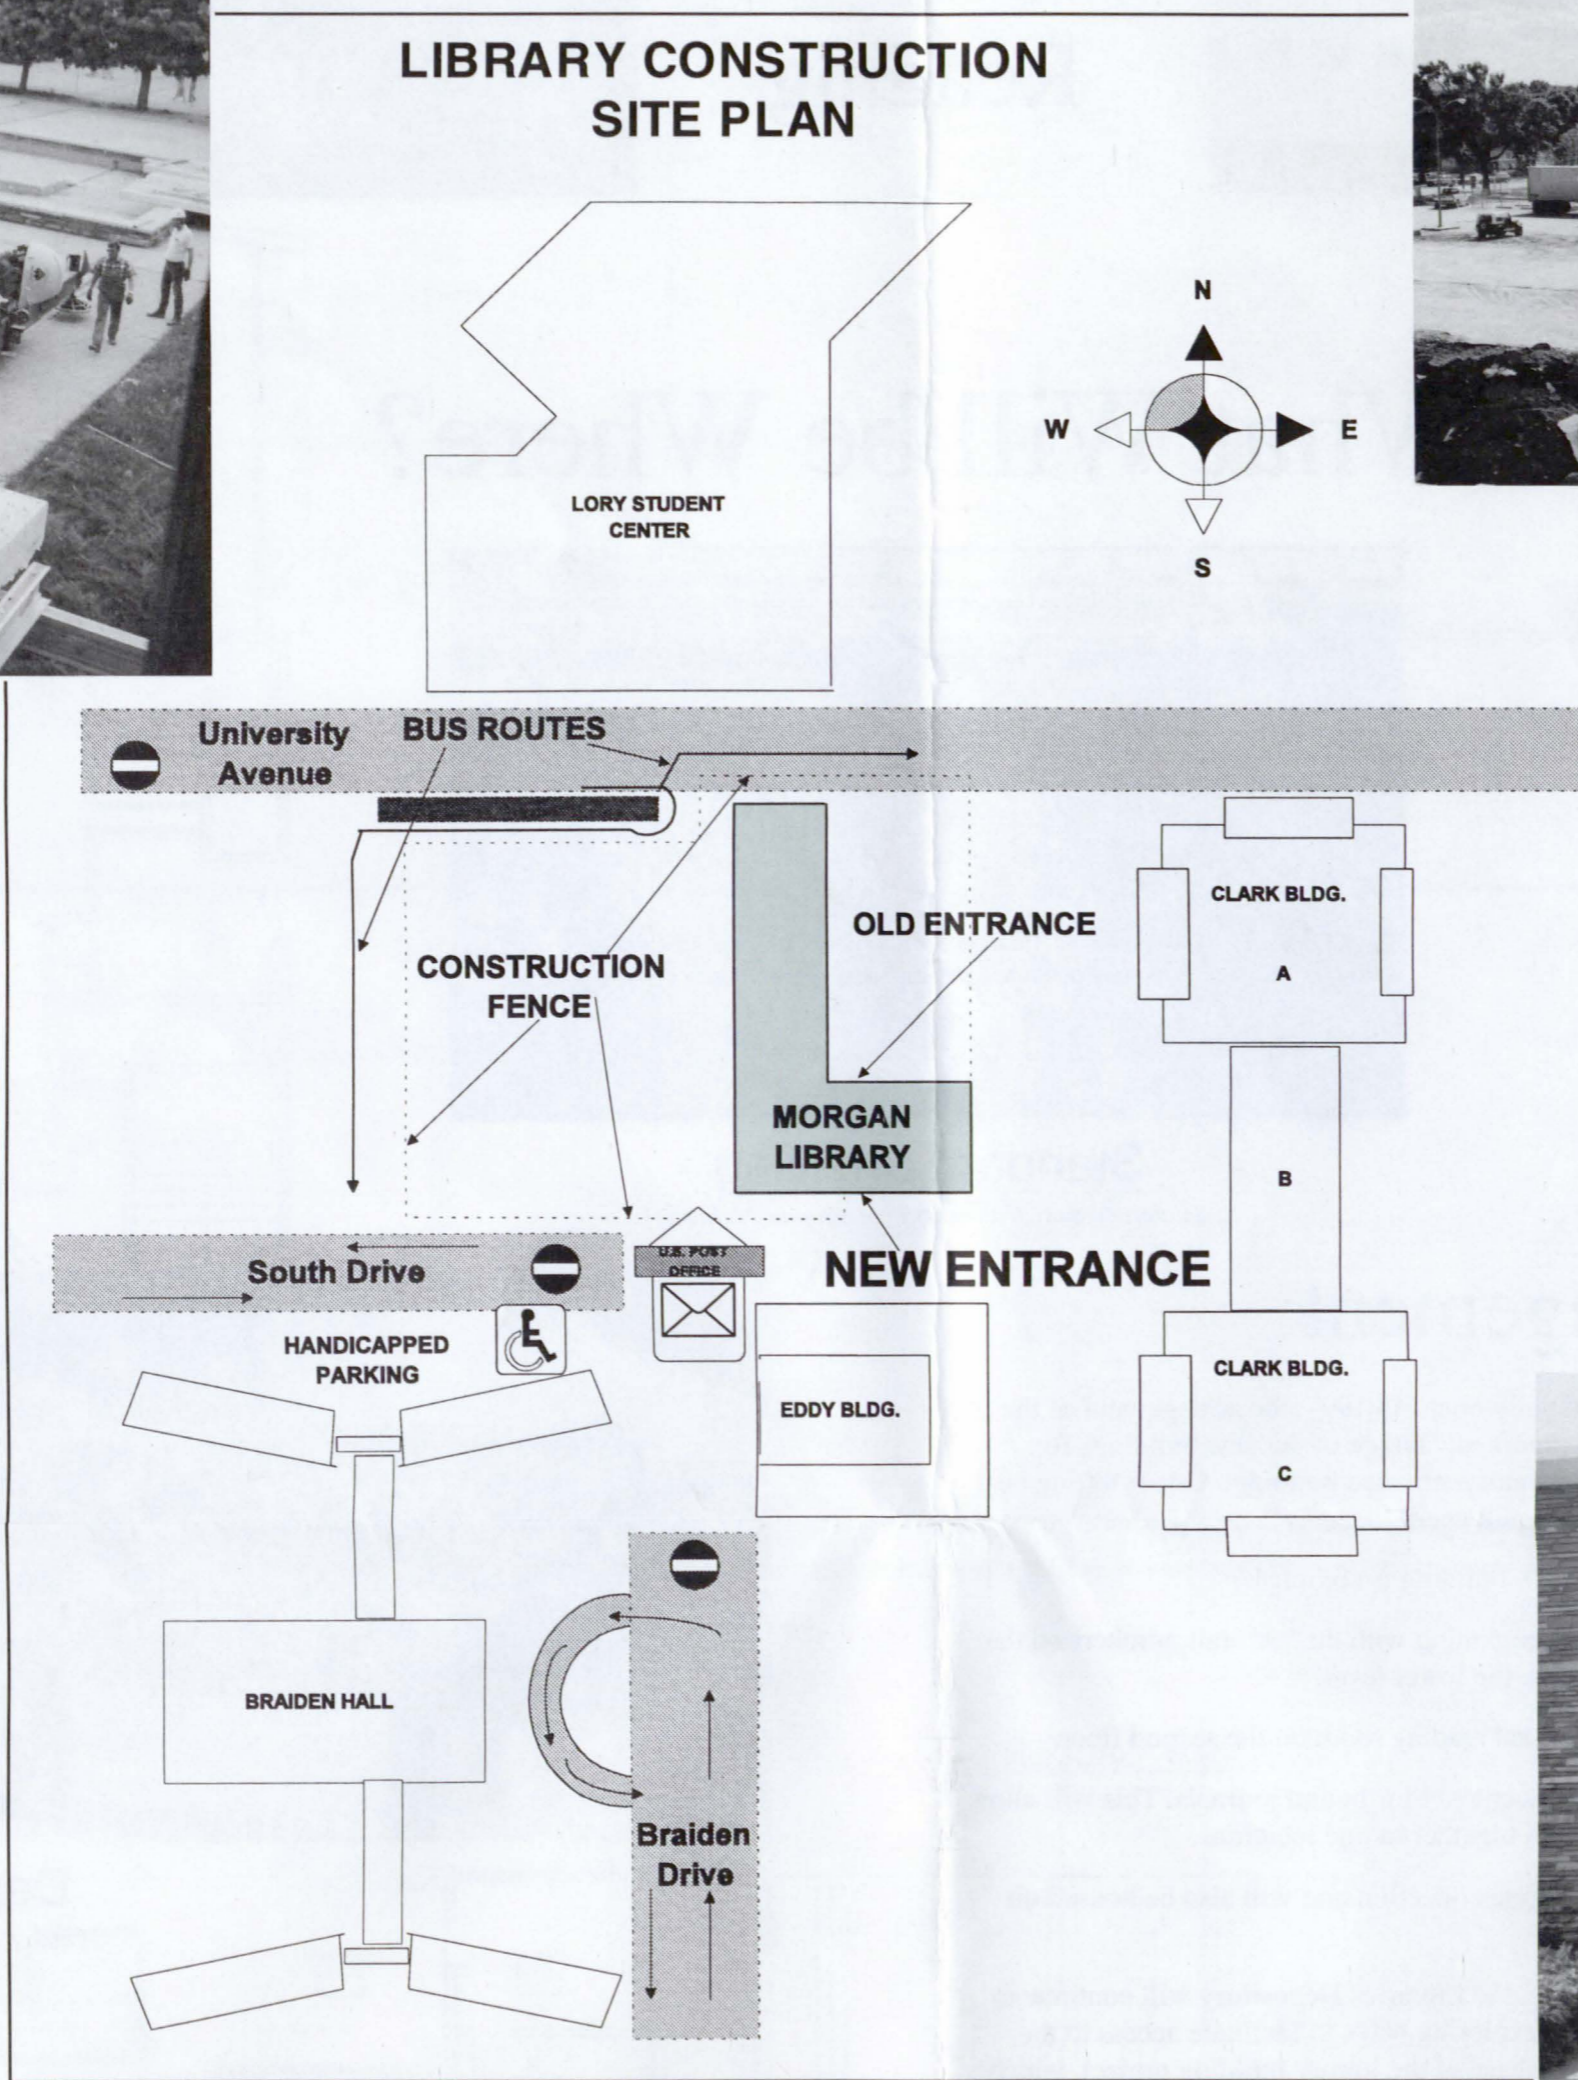 LIBRARY CONSTRUCTION
SITE PLAN
N
W
E
S
LORY STUDENT
CENTER
University
Avenue
BUS ROUTES
CLARK BLDG.
A
OLD ENTRANCE
CONSTRUCTION
FENCE
MORGAN
LIBRARY
B
South Drive
U.S. POST
OFFICE
NEW ENTRANCE
HANDICAPPED
PARKING
CLARK BLDG.
EDDY BLDG.
C
BRAIDEN HALL
Braiden
Drive